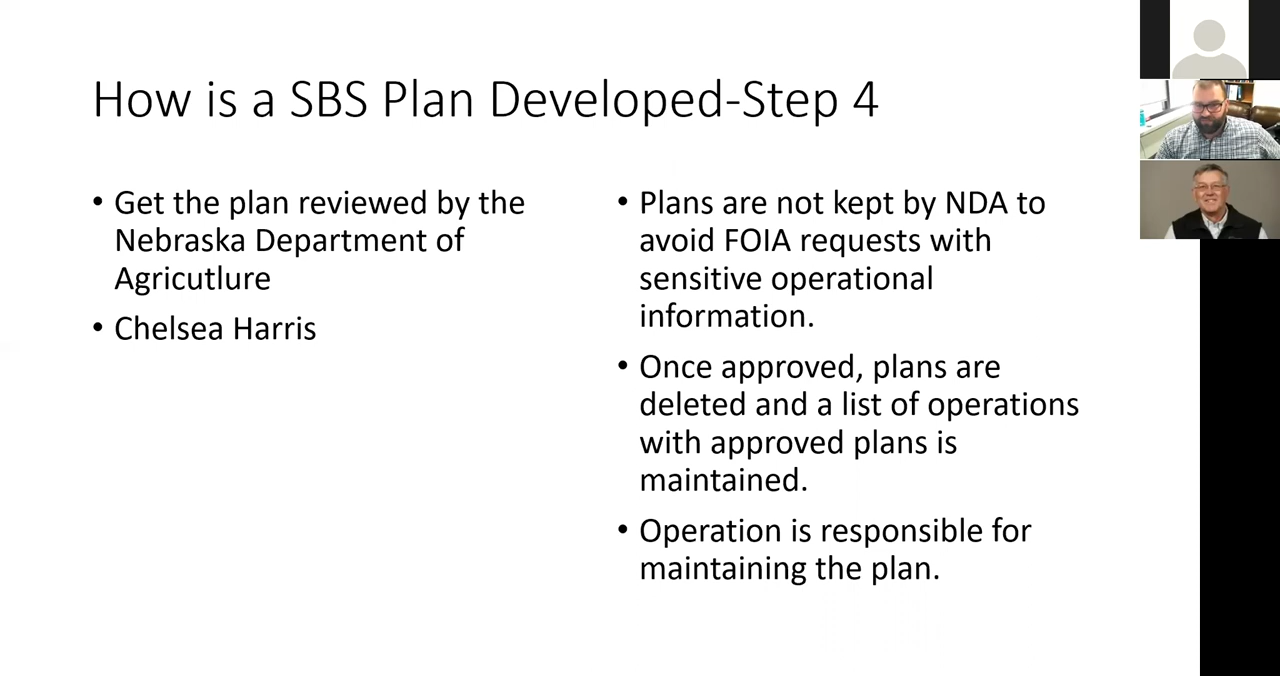 How is a SBS Plan Developed-Step 4
• Get the plan reviewed by the
Nebraska Department of
Agricutlure
• Chelsea Harris
• Plans are not kept by NDA to
avoid FOIA requests with
sensitive operational
information.
• Once approved, plans are
deleted and a list of operations
with approved plans is
maintained.
• Operation is responsible for
maintaining the plan.